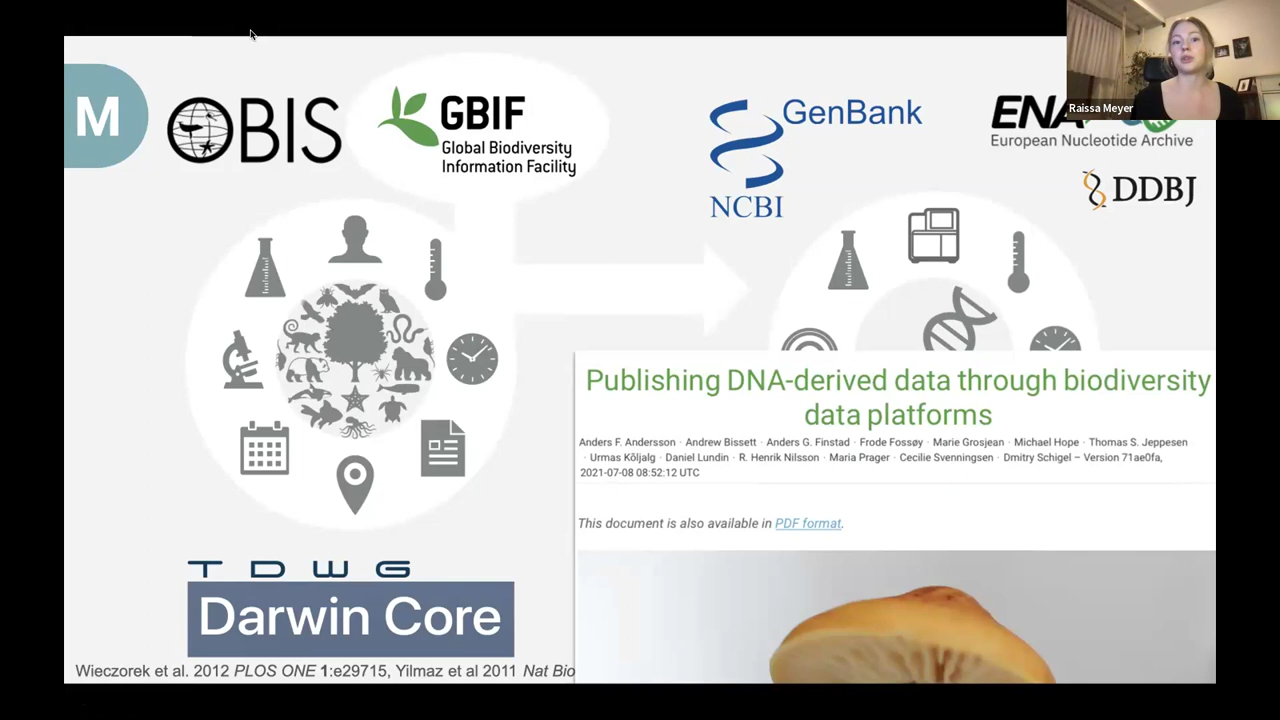 M
OBIS
GBIF
Global Biodiversity
Information Facility
GenBank
NCBI
ENA
European Nucleotide Archive
DDBJ
Raissa Meyer
Publishing DNA-derived data through biodiversity
data platforms
Anders F. Andersson · Andrew Bissett · Anders G. Finstad · Frode Fossøy · Marie Grosjean · Michael Hope · Thomas S. Jeppesen
· Urmas Kõljalg · Daniel Lundin · R. Henrik Nilsson · Maria Prager · Cecilie Svenningsen · Dmitry Schigel – Version 71ae0fa,
2021-07-08 08:52:12 UTC
This document is also available in PDF format.
TDWG
Darwin Core
Wieczorek et al. 2012 PLOS ONE 1:e29715, Yilmaz et al 2011 Nat Bio